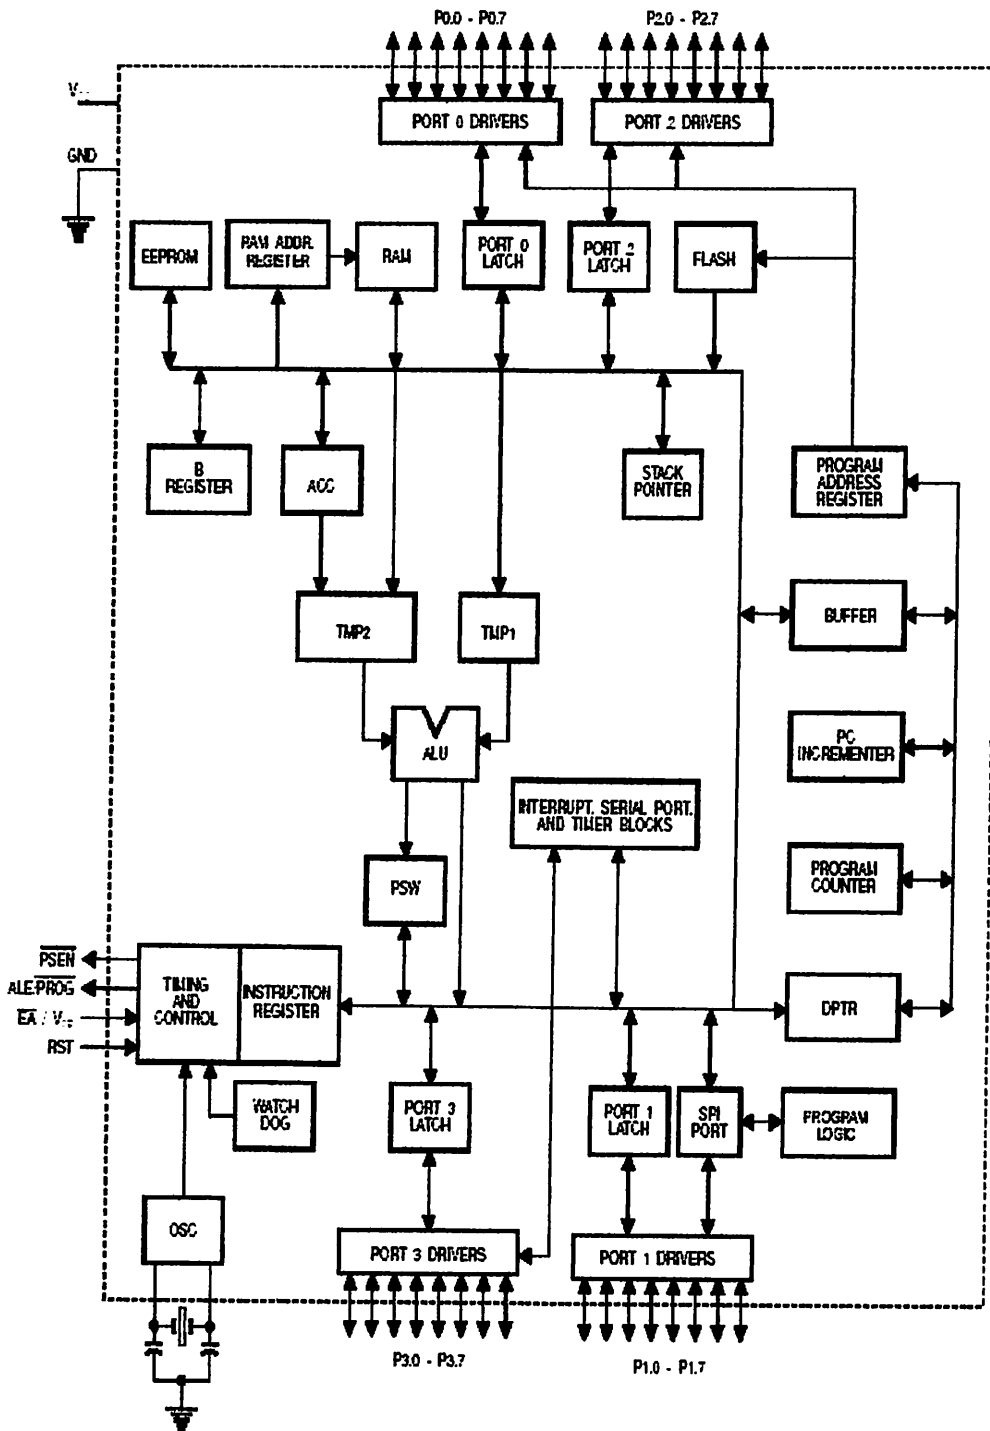 P0.0 - P0.7
P2.0 - P2.7
PORT 0 DRIVERS
PORT 2 DRIVERS
GND
EEPROM
RAM ADDR.
REGISTER
RAM
PORT 0
LATCH
PORT 2
LATCH
FLASH
B
REGISTER
ACC
STACK
POINTER
PROGRAM
ADDRESS
REGISTER
TMP2
TMP1
BUFFER
ALU
PC
INCREMENTER
INTERRUPT, SERIAL PORT,
AND TIMER BLOCKS
PSW
PROGRAM
COUNTER
PSEN
ALE/PROG
EA /
RST
TIMING
AND
CONTROL
INSTRUCTION
REGISTER
DPTR
WATCH
DOG
PORT 3
LATCH
PORT 1
LATCH
SPI
PORT
PROGRAM
LOGIC
OSC
PORT 3 DRIVERS
PORT 1 DRIVERS
P3.0 - P3.7
P1.0 - P1.7